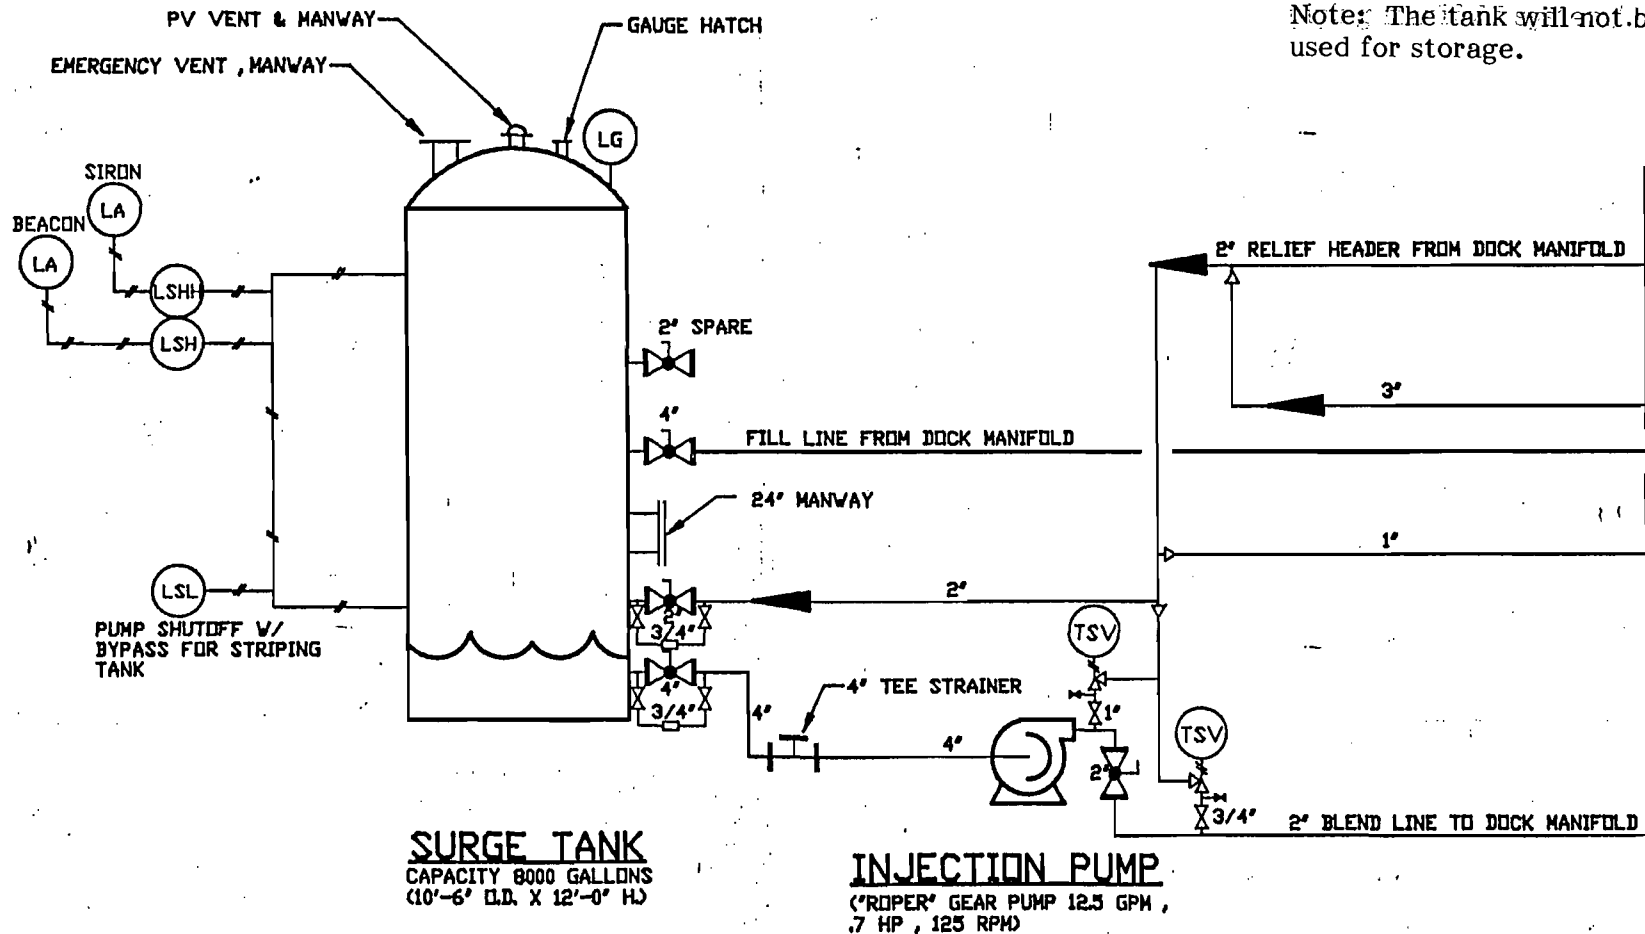 PV VENT & MANWAY
GAUGE HATCH
EMERGENCY VENT , MANWAY
Note: The tank will not b
used for storage.
LG
SIRON
LA
BEACON
LA
LSHH
LSH
2" RELIEF HEADER FROM DOCK MANIFOLD
2" SPARE
3"
4"
FILL LINE FROM DOCK MANIFOLD
24" MANWAY
1"
LSL
PUMP SHUTOFF W/
BYPASS FOR STRIPING
TANK
2"
2"
3/4"
TSV
4"
3/4"
4"
4" TEE STRAINER
1"
4"
2"
TSV
3/4"
2" BLEND LINE TO DOCK MANIFOLD
SURGE TANK
CAPACITY 8000 GALLONS
(10'-6" O.D. X 12'-0" H.)
INJECTION PUMP
("ROPER" GEAR PUMP 12.5 GPM ,
.7 HP , 125 RPM)